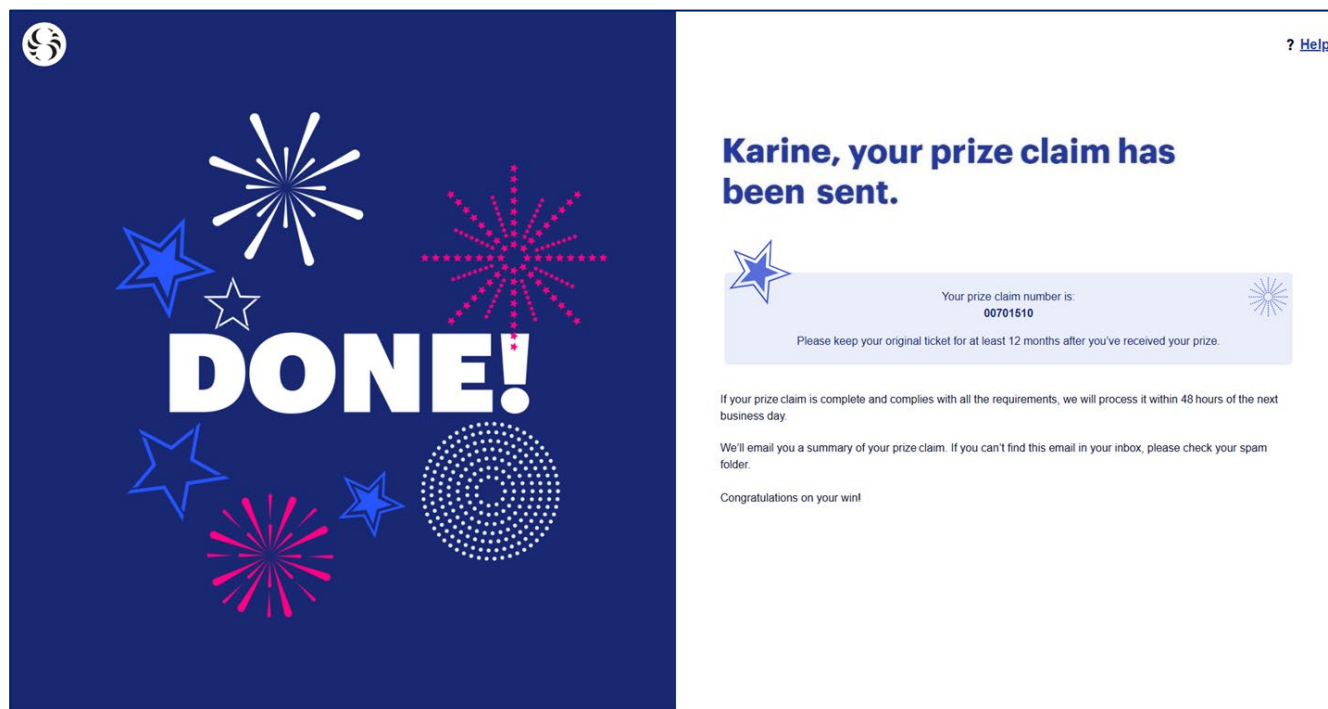 ? Help
DONE!
Karine, your prize claim has
been sent.
Your prize claim number is:
00701510
Please keep your original ticket for at least 12 months after you've received your prize.
If your prize claim is complete and complies with all the requirements, we will process it within 48 hours of the next
business day.
We'll email you a summary of your prize claim. If you can't find this email in your inbox, please check your spam
folder.
Congratulations on your win!